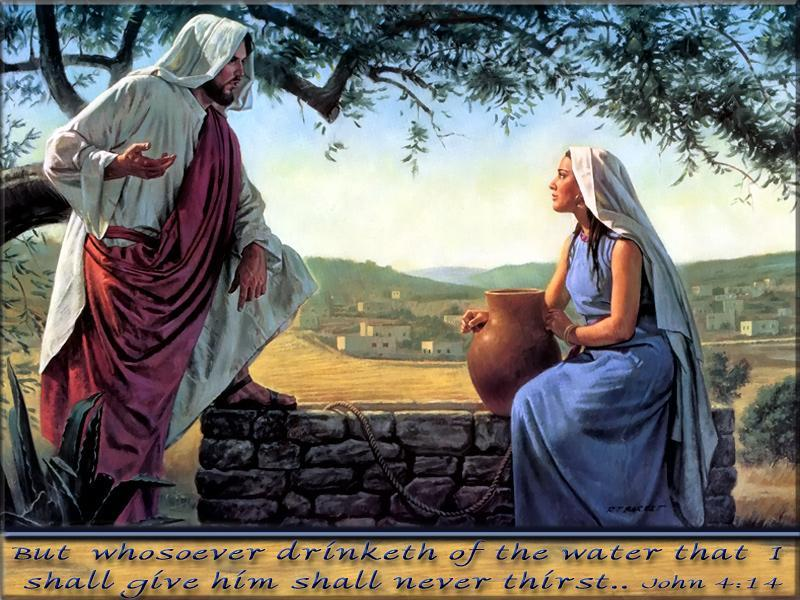 But whosoever drinketh of the water that I
shall give him shall never thirst.. John 4:14